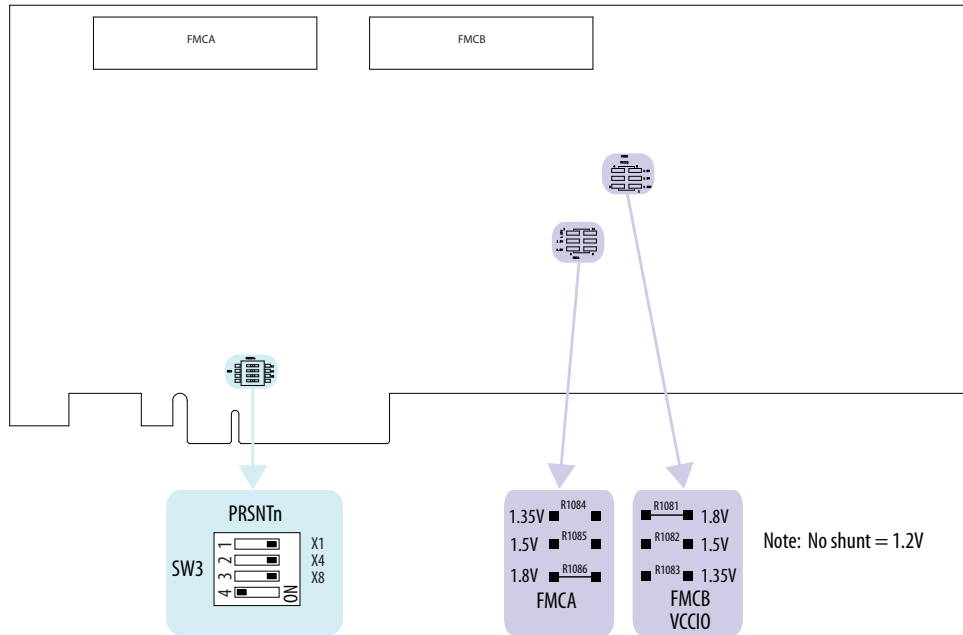 FMCA
FMCB
PRSNTn
SW3
1
2
3
4
X1
X4
X8
ON
1.35V R1084
1.5V R1085
1.8V R1086
FMCA
R1081 1.8V
R1082 1.5V
R1083 1.35V
FMCB
VCCIO
Note: No shunt = 1.2V